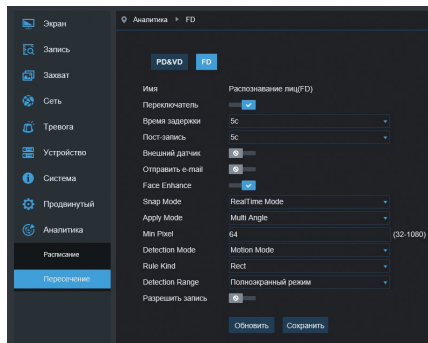 Экран
Запись
Захват
Сеть
Тревога
Устройство
Система
Продвинутый
Аналитика
Расписание
Пересечение
Аналитика FD
PD&VD FD
Имя Распознавание лиц(FD)
Переключатель
Время задержки 5с
Пост-запись 5с
Внешний датчик
Отправить e-mail
Face Enhance
Snap Mode RealTime Mode
Apply Mode Multi Angle
Min Pixel 64 (32-1080)
Detection Mode Motion Mode
Rule Kind Rect
Detection Range Полноэкранный режим
Разрешить запись
Обновить Сохранить